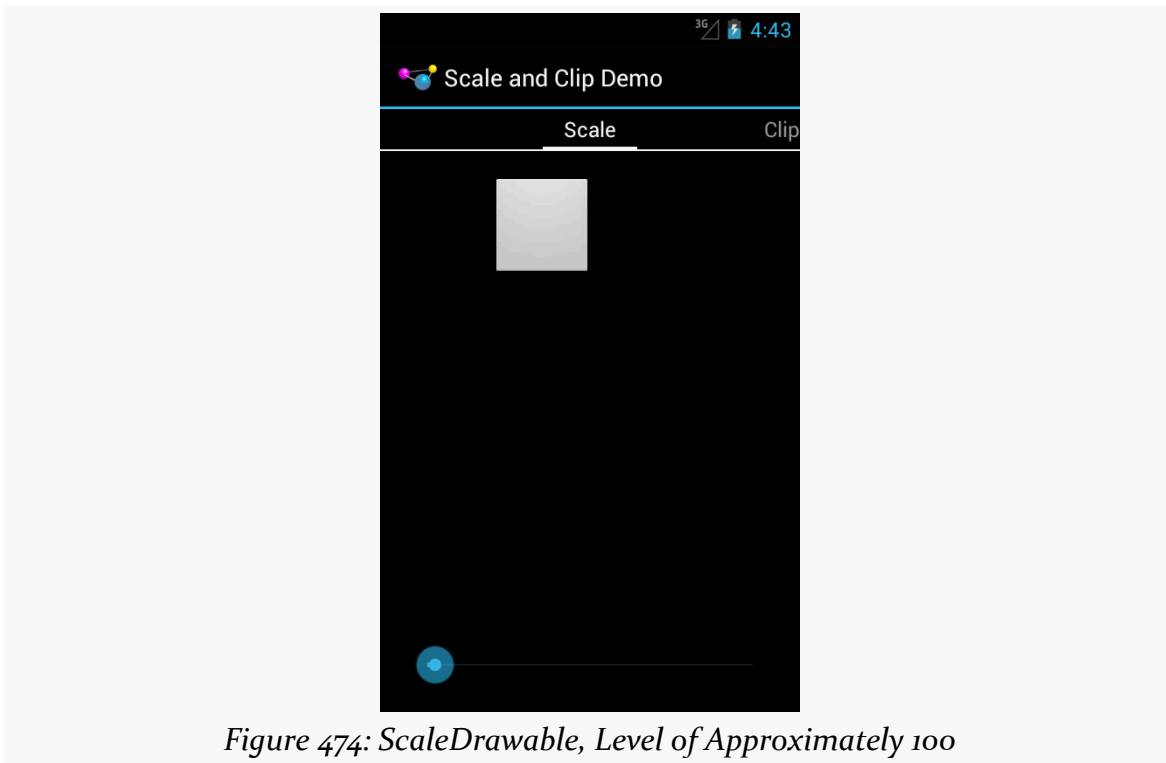 3G 4:43
Scale and Clip Demo
Scale Clip
Figure 474: ScaleDrawable, Level of Approximately 100